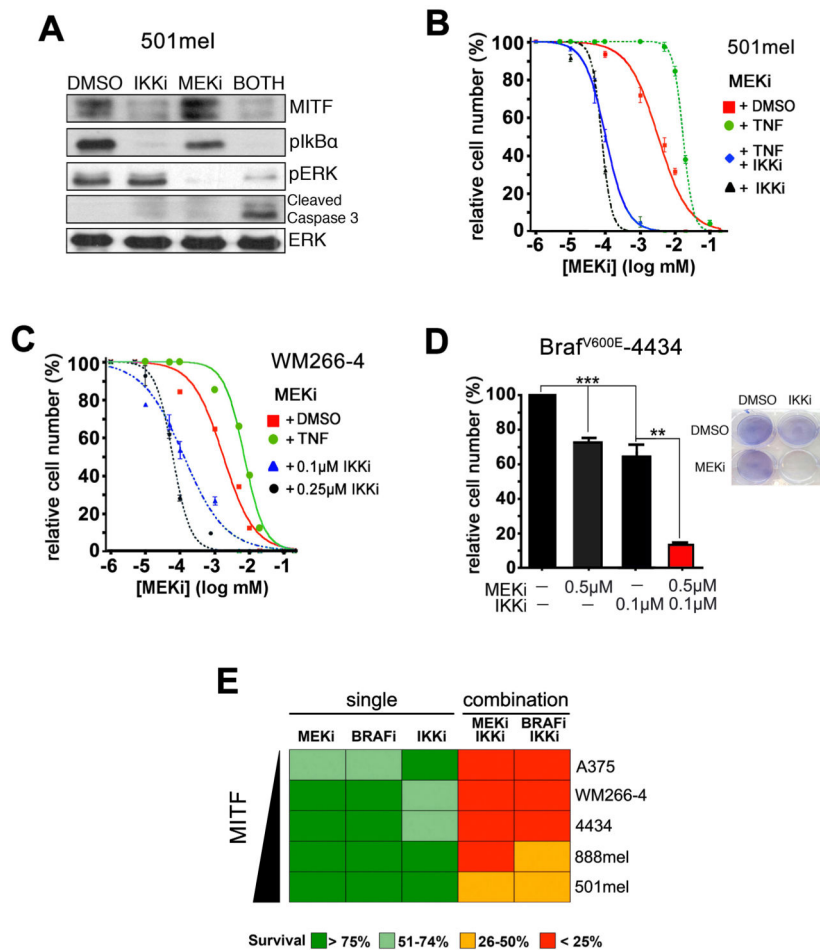 A
501mel
DMSO IKKi MEKi BOTH
MITF
pIkBα
pERK
Cleaved
Caspase 3
ERK
B
501mel
relative cell number (%)
100
80
60
40
20
0
-6 -5 -4 -3 -2 -1
[MEKi] (log mM)
MEKi
+ DMSO
+ TNF
+ TNF
+ IKKi
+ IKKi
C
WM266-4
relative cell number (%)
100
80
60
40
20
0
-6 -5 -4 -3 -2 -1
[MEKi] (log mM)
MEKi
+ DMSO
+ TNF
+ 0.1µM IKKi
+ 0.25µM IKKi
D
Braf^V600E-4434
relative cell number (%)
100
80
60
40
20
0
***
**
MEKi – 0.5µM – 0.5µM
IKKi – – 0.1µM 0.1µM
DMSO IKKi
DMSO
MEKi
E
single combination
MEKi BRAFi IKKi MEKi IKKi BRAFi IKKi
MITF
A375
WM266-4
4434
888mel
501mel
Survival > 75% 51-74% 26-50% < 25%